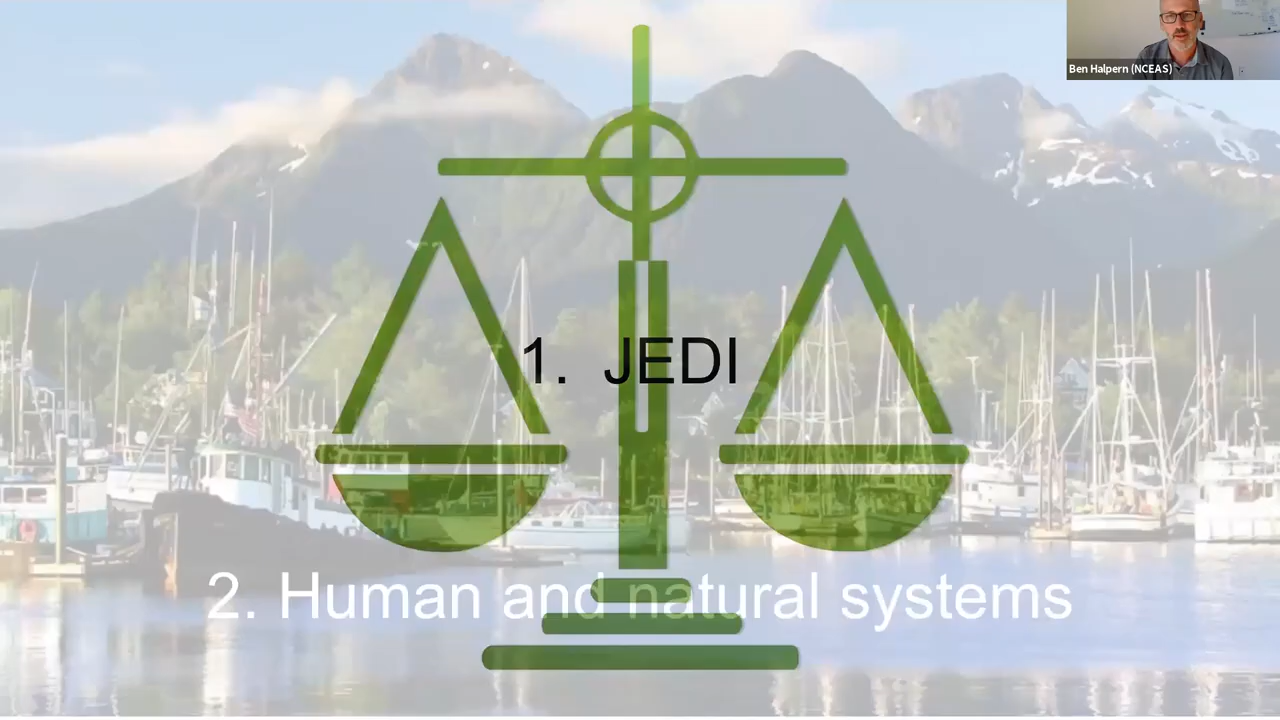 Ben Halpern (NCEAS)
1. JEDI
2. Human and natural systems